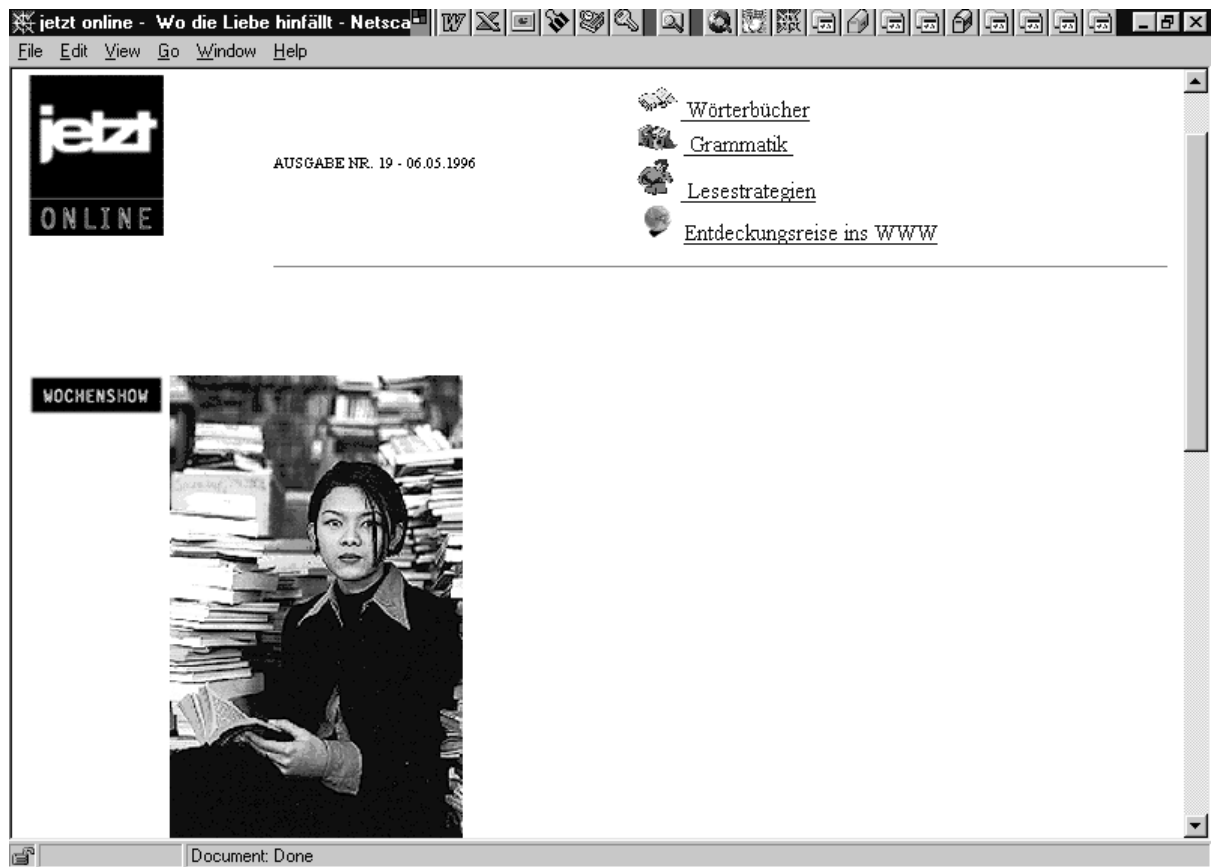 jetzt online - Wo die Liebe hinfällt - Netsca
File Edit View Go Window Help
jetzt
ONLINE
AUSGABE NR. 19 - 06.05.1996
Wörterbücher
Grammatik
Lesestrategien
Entdeckungsreise ins WWW
WOCHENSHOW
Document: Done